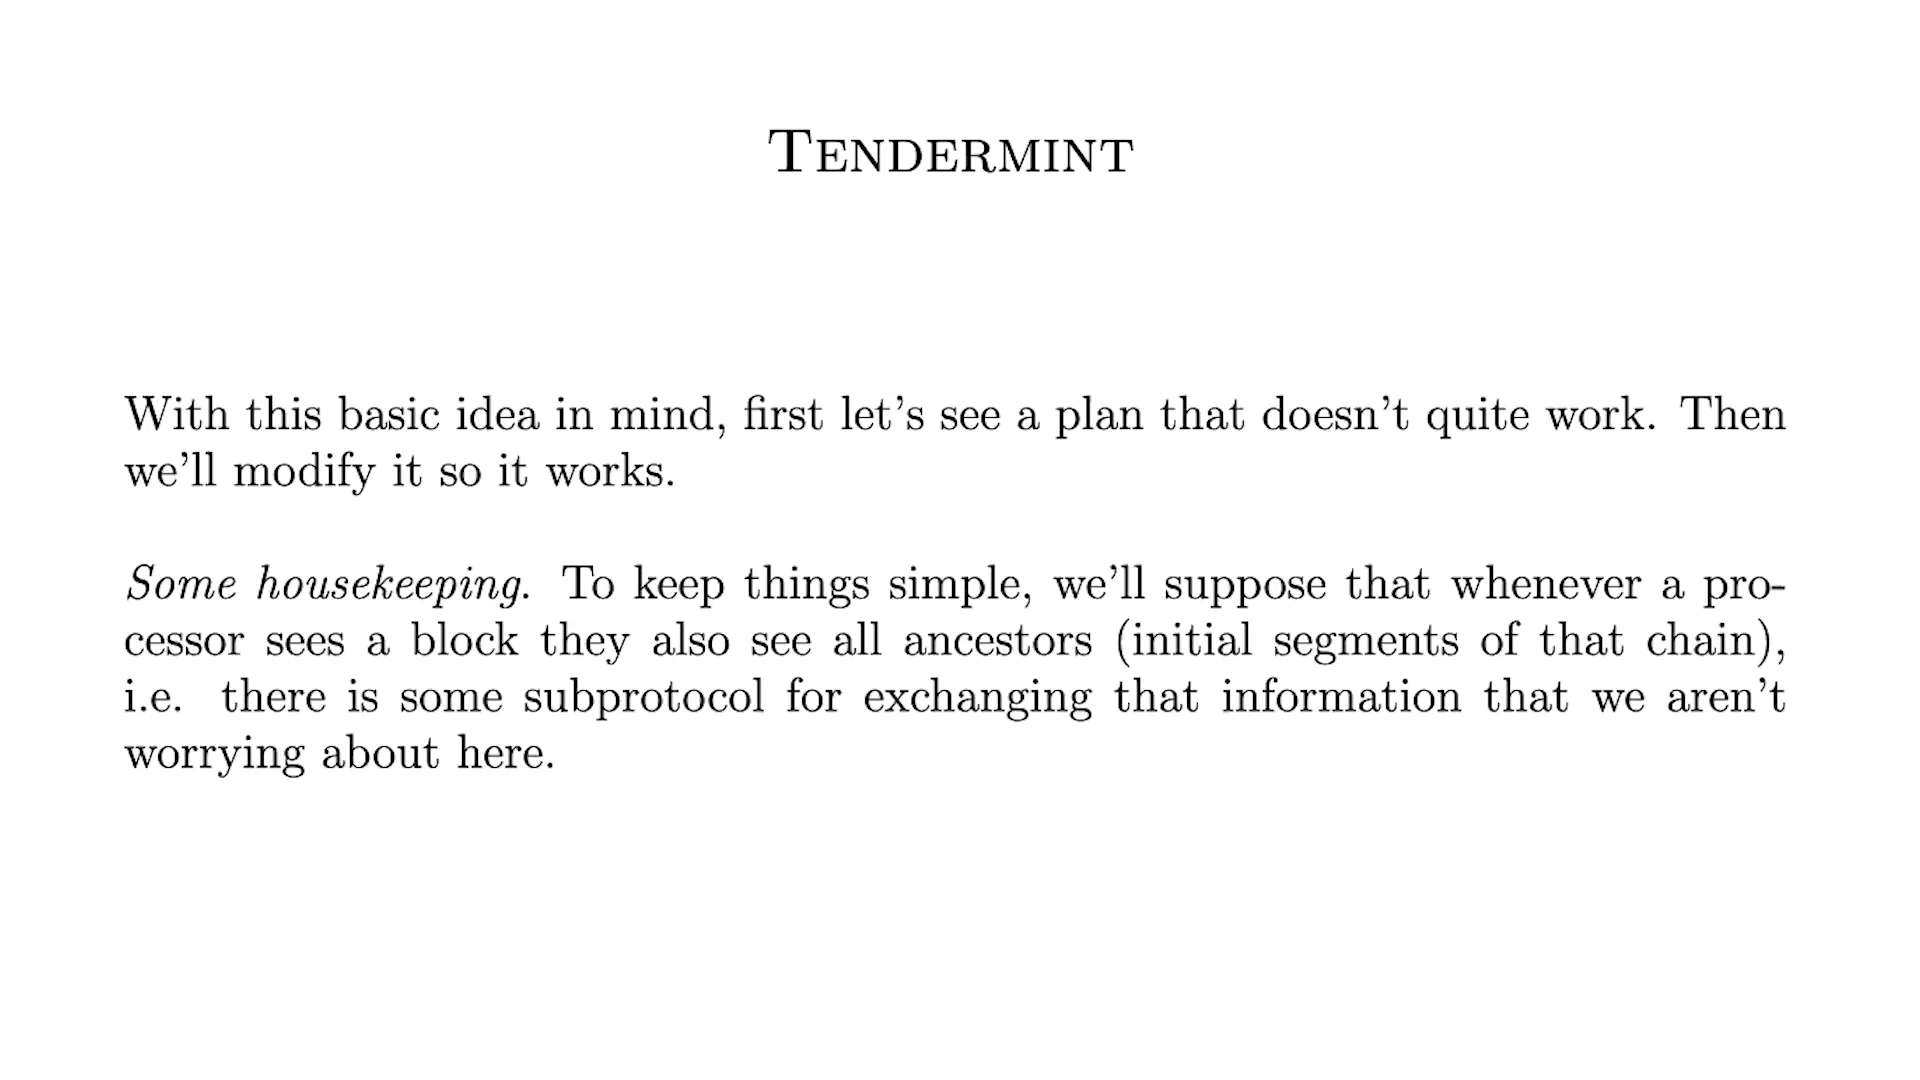 TENDERMINT
With this basic idea in mind, first let's see a plan that doesn't quite work. Then
we'll modify it so it works.
Some housekeeping. To keep things simple, we'll suppose that whenever a pro-
cessor sees a block they also see all ancestors (initial segments of that chain),
i.e. there is some subprotocol for exchanging that information that we aren't
worrying about here.